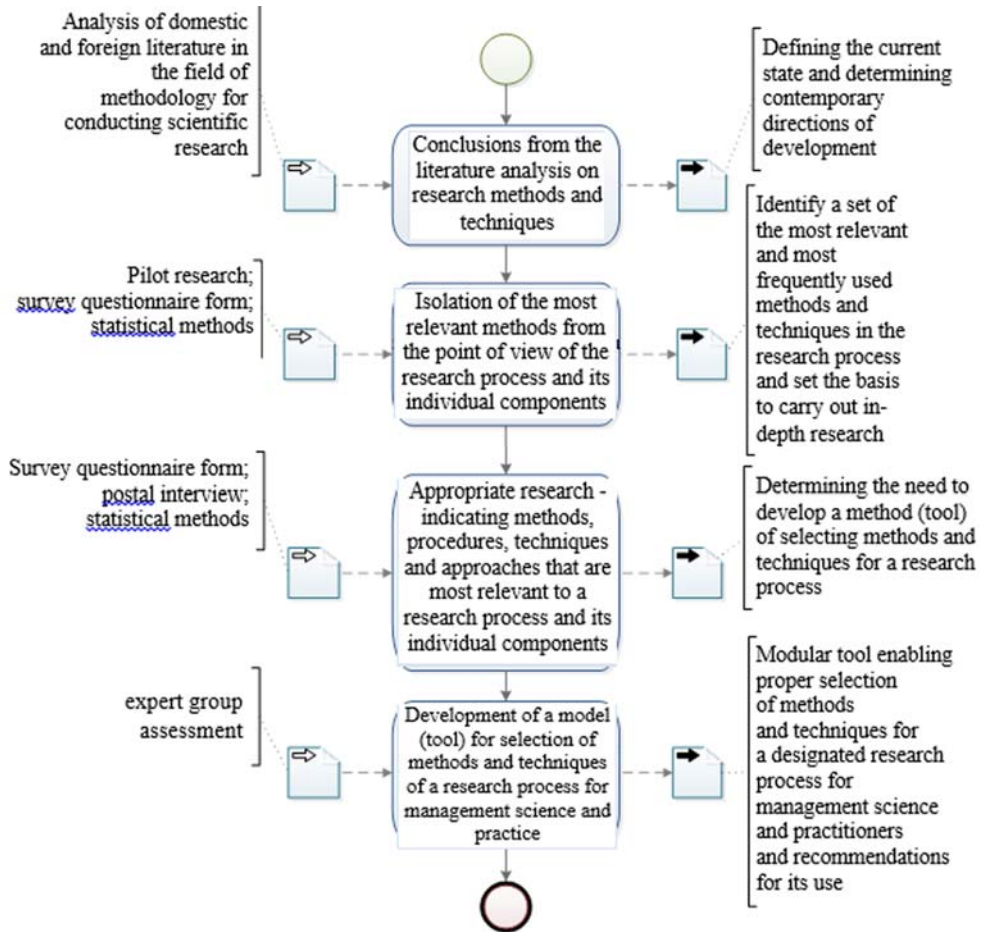 Analysis of domestic
and foreign literature in
the field of
methodology for
conducting scientific
research
Conclusions from the
literature analysis on
research methods and
techniques
Defining the current
state and determining
contemporary
directions of
development
Pilot research;
survey questionnaire form;
statistical methods
Isolation of the most
relevant methods from
the point of view of the
research process and its
individual components
Identify a set of
the most relevant
and most
frequently used
methods and
techniques in the
research process
and set the basis
to carry out in-
depth research
Survey questionnaire form;
postal interview;
statistical methods
Appropriate research -
indicating methods,
procedures, techniques
and approaches that are
most relevant to a
research process and its
individual components
Determining the need to
develop a method (tool)
of selecting methods and
techniques for a research
process
expert group
assessment
Development of a model
(tool) for selection of
methods and techniques
of a research process for
management science and
practice
Modular tool enabling
proper selection
of methods
and techniques for
a designated research
process for
management science
and practitioners
and recommendations
for its use